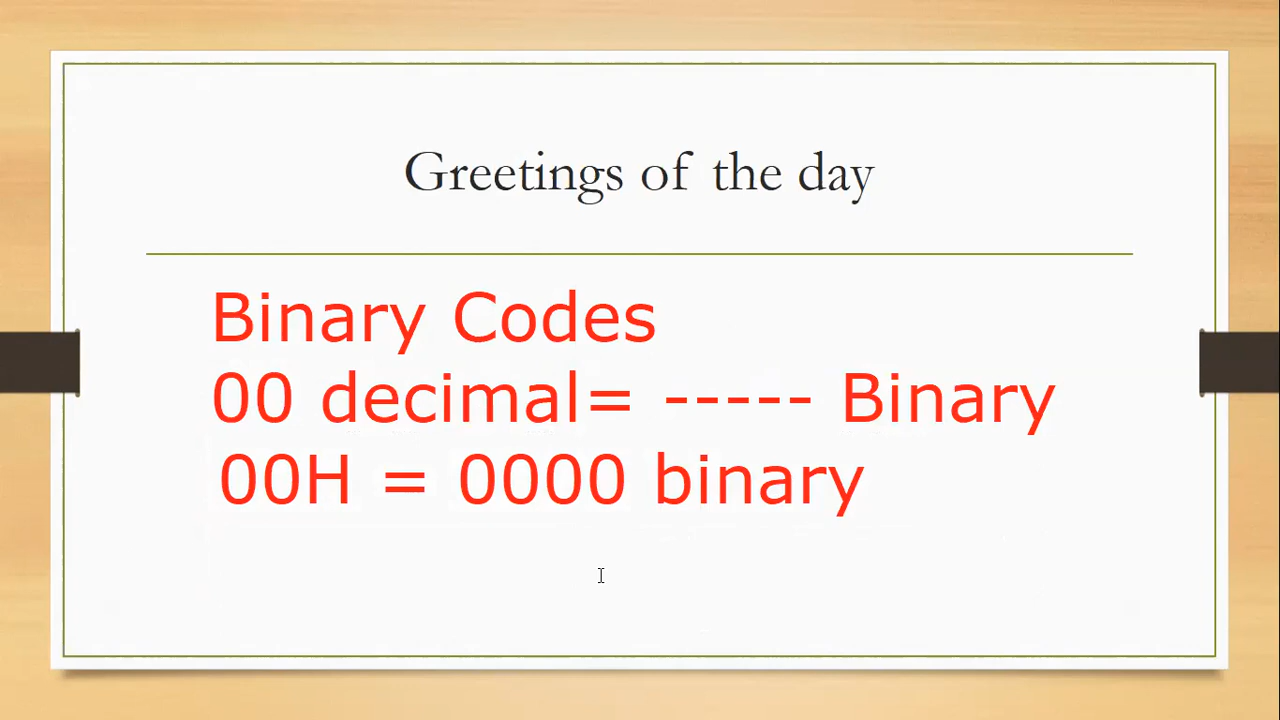 Greetings of the day
Binary Codes
00 decimal= ----- Binary
00H = 0000 binary